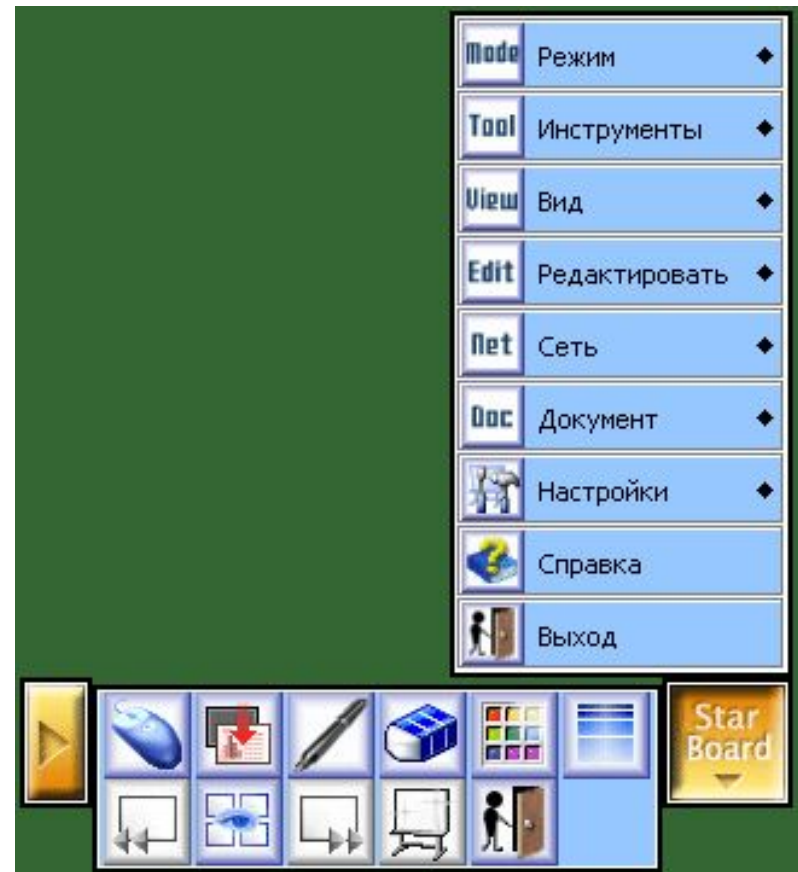 Mode Режим
Tool Инструменты
View Вид
Edit Редактировать
Net Сеть
Doc Документ
Настройки
Справка
Выход
Star
Board